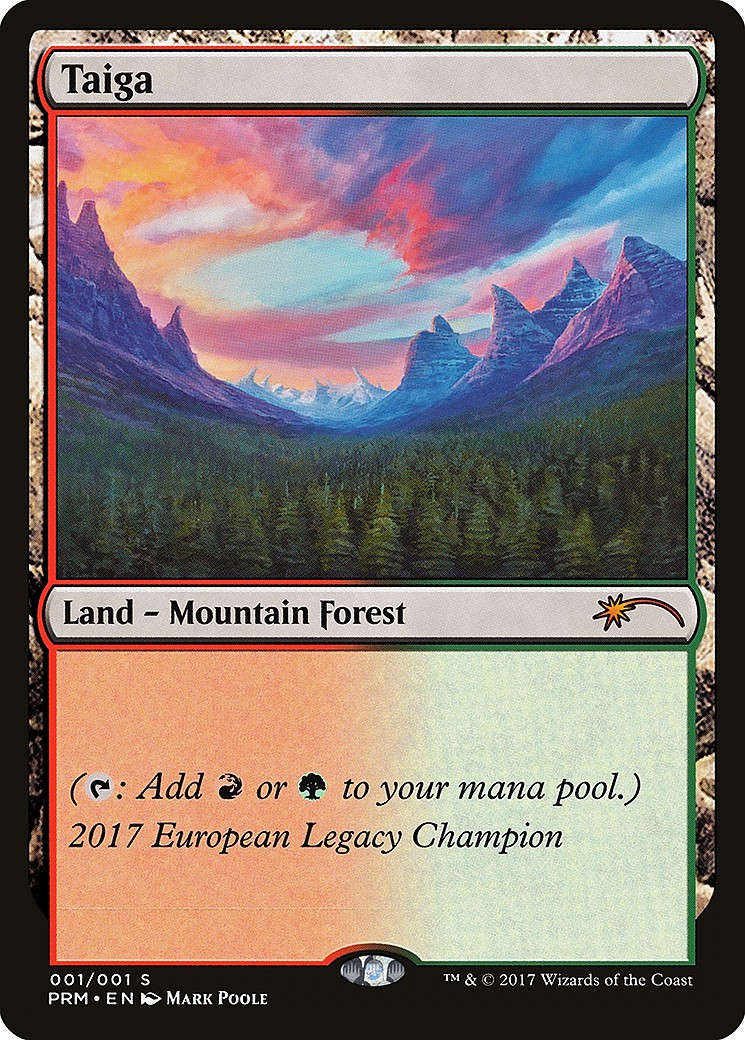 Taiga
Land – Mountain Forest
(: Add or to your mana pool.)
2017 European Legacy Champion
001/001 S
PRM • EN Mark Poole
™ & © 2017 Wizards of the Coast